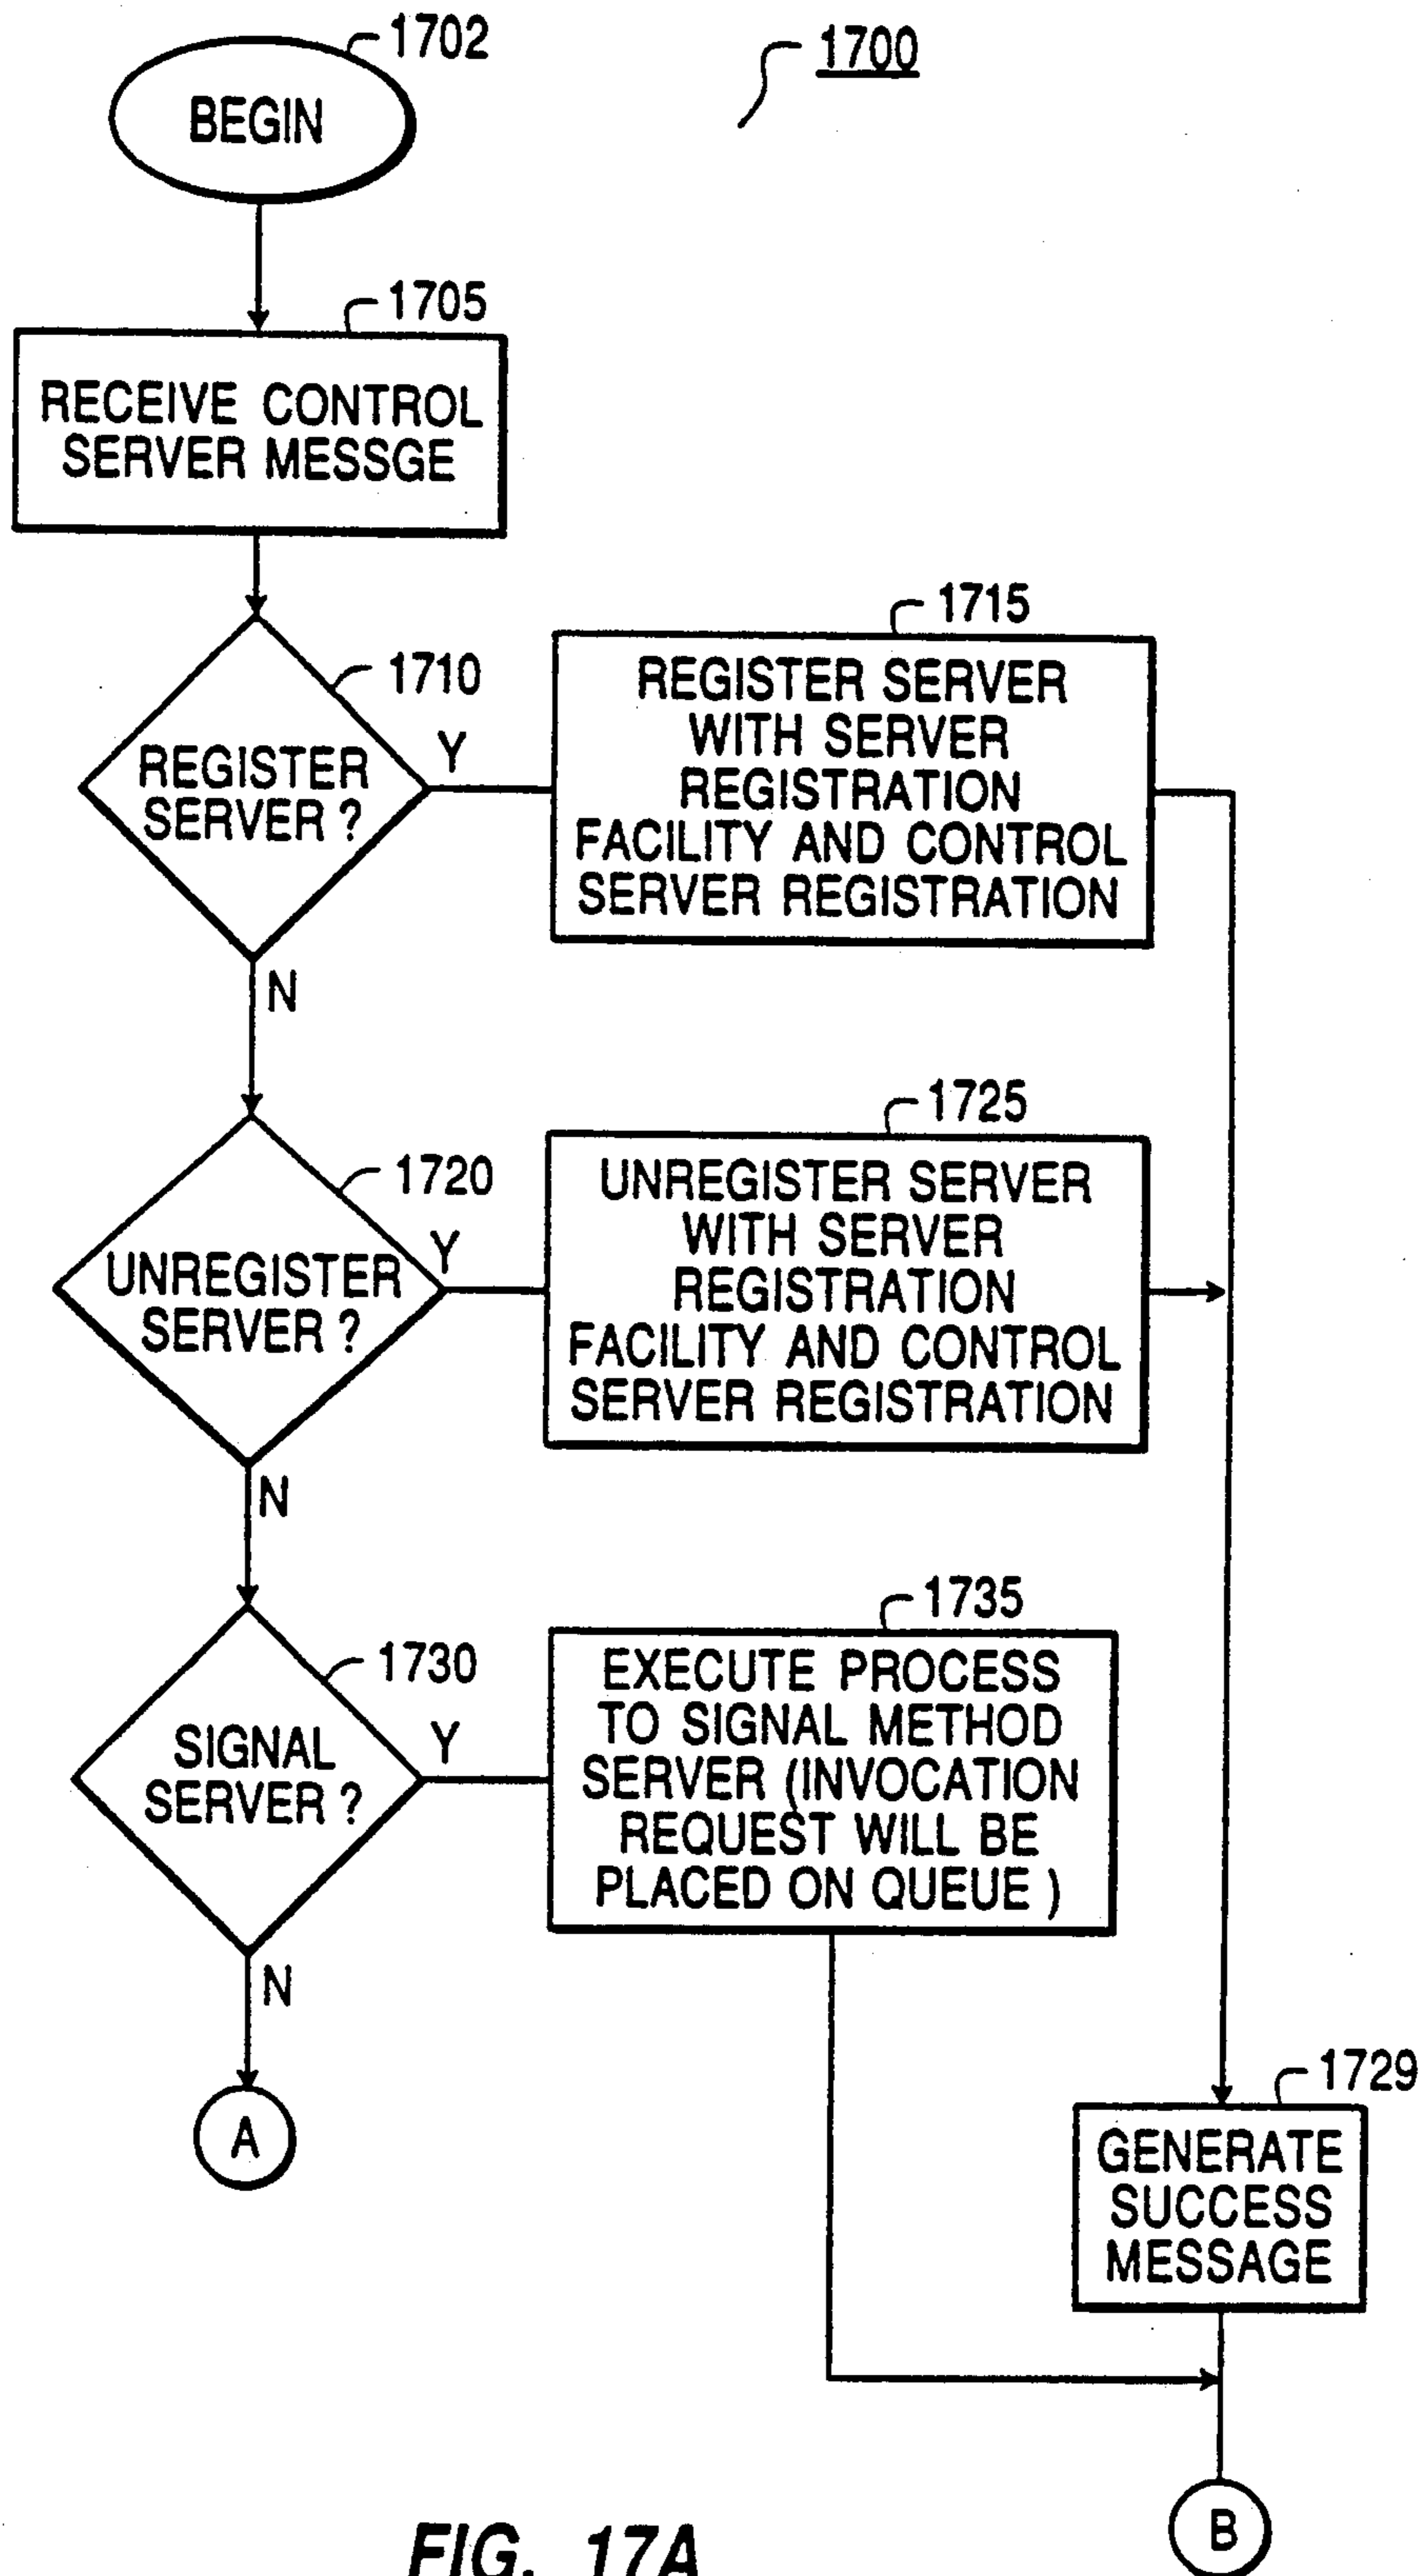 1702
1700
BEGIN
1705
RECEIVE CONTROL
SERVER MESSGE
1710
REGISTER
SERVER ?
Y
1715
REGISTER SERVER
WITH SERVER
REGISTRATION
FACILITY AND CONTROL
SERVER REGISTRATION
N
1720
UNREGISTER
SERVER ?
Y
1725
UNREGISTER SERVER
WITH SERVER
REGISTRATION
FACILITY AND CONTROL
SERVER REGISTRATION
N
1730
SIGNAL
SERVER ?
Y
1735
EXECUTE PROCESS
TO SIGNAL METHOD
SERVER (INVOCATION
REQUEST WILL BE
PLACED ON QUEUE )
N
A
1729
GENERATE
SUCCESS
MESSAGE
B
FIG. 17A